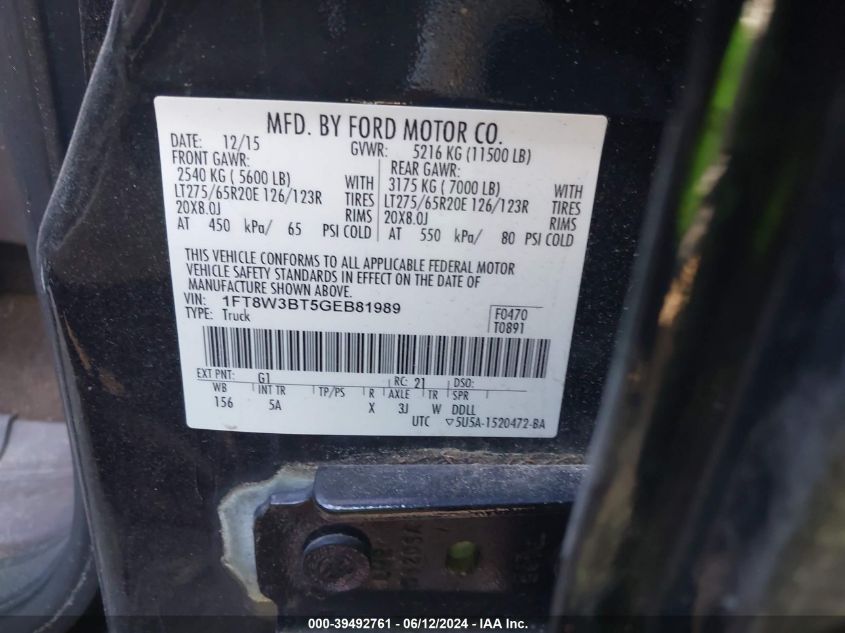 MFD. BY FORD MOTOR CO.
DATE: 12/15 GVWR: 5216 KG (11500 LB)
FRONT GAWR: REAR GAWR:
2540 KG ( 5600 LB) WITH 3175 KG ( 7000 LB) WITH
LT275/65R20E 126/123R TIRES LT275/65R20E 126/123R TIRES
20X8.0J RIMS 20X8.0J RIMS
AT 450 kPa/ 65 PSI COLD AT 550 kPa/ 80 PSI COLD
THIS VEHICLE CONFORMS TO ALL APPLICABLE FEDERAL MOTOR
VEHICLE SAFETY STANDARDS IN EFFECT ON THE DATE OF
MANUFACTURE SHOWN ABOVE.
VIN: 1FT8W3BT5GEB81989 F0470
TYPE: Truck T0891
EXT PNT: G1 RC: 21 DSO:
WB INT TR TP/PS R AXLE TR SPR
156 5A X 3J W DDLL
UTC ▽5U5A-1520472-BA
000-39492761 - 06/12/2024 - IAA Inc.